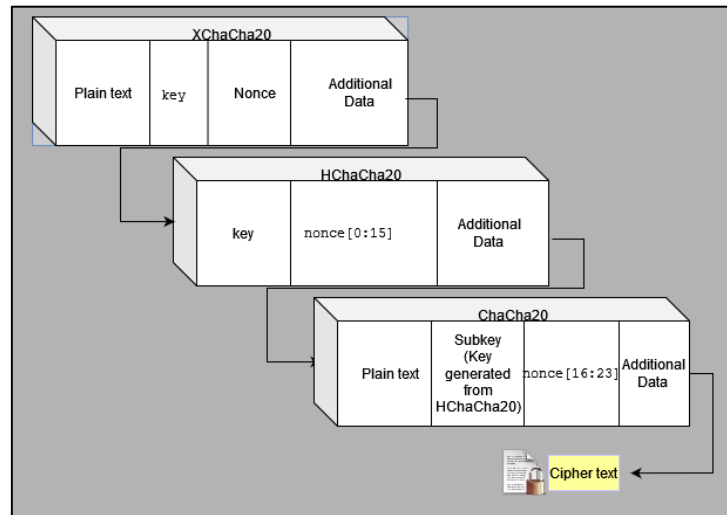 XChaCha20
Plain text
key
Nonce
Additional
Data
HChaCha20
key
nonce[0:15]
Additional
Data
ChaCha20
Plain text
Subkey
(Key
generated
from
HChaCha20)
nonce[16:23]
Additional
Data
Cipher text